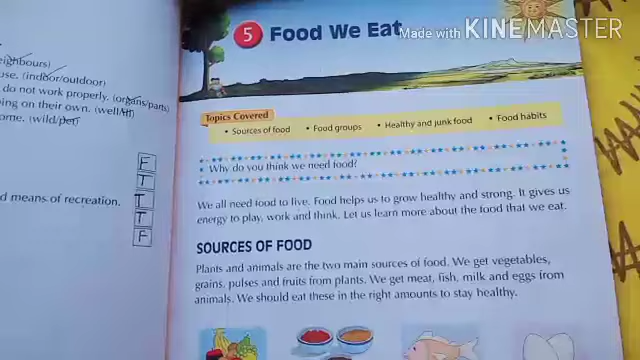 eighbours)
use. (indoor/outdoor)
do not work properly. (organs/parts)
ing on their own. (well/ill)
ome. (wild/pet)
F
T
d means of recreation.
T
T
F
Made with KINEMASTER
5 Food We Eat
Topics Covered
• Sources of food • Food groups • Healthy and junk food • Food habits
Why do you think we need food?
We all need food to live. Food helps us to grow healthy and strong. It gives us
energy to play, work and think. Let us learn more about the food that we eat.
SOURCES OF FOOD
Plants and animals are the two main sources of food. We get vegetables,
grains, pulses and fruits from plants. We get meat, fish, milk and eggs from
animals. We should eat these in the right amounts to stay healthy.